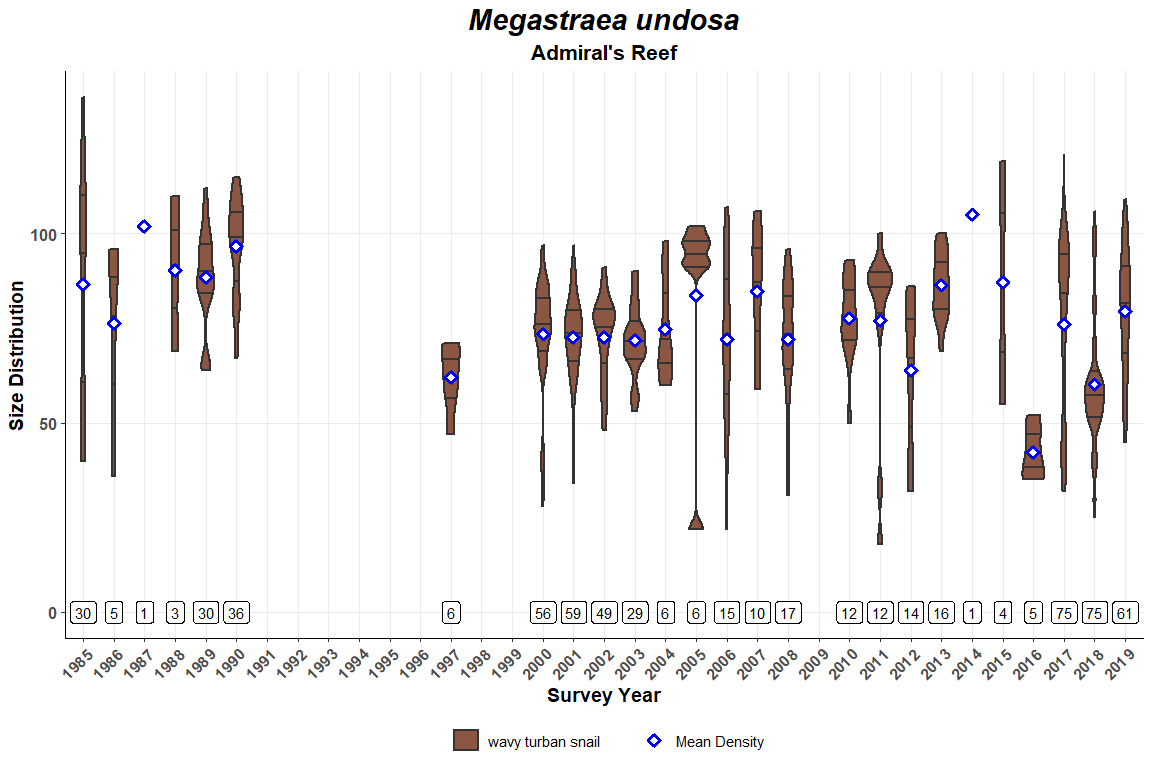 Megastraea undosa
Admiral's Reef
Size Distribution
100
50
0
30 5 1 3 30 36 6 56 59 49 29 6 6 15 10 17 12 12 14 16 1 4 5 75 75 61
1985 1986 1987 1988 1989 1990 1991 1992 1993 1994 1995 1996 1997 1998 1999 2000 2001 2002 2003 2004 2005 2006 2007 2008 2009 2010 2011 2012 2013 2014 2015 2016 2017 2018 2019
Survey Year
wavy turban snail Mean Density